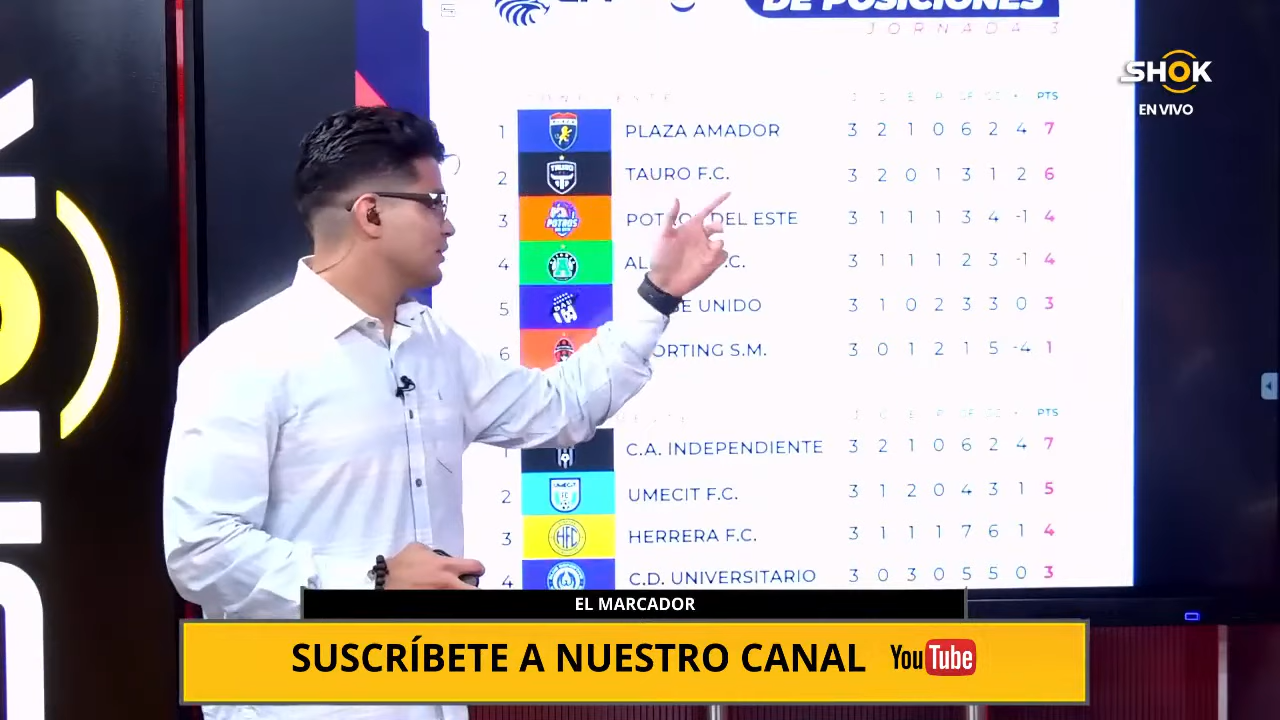 DE POSICIONES
JORNADA 3
SHOK
EN VIVO
PTS
1 PLAZA AMADOR 3 2 1 0 6 2 4 7
2 TAURO F.C. 3 2 0 1 3 1 2 6
3 POTROS DEL ESTE 3 1 1 1 3 4 -1 4
4 3 1 1 1 2 3 -1 4
5 UNIDO 3 1 0 2 3 3 0 3
6 S.M. 3 0 1 2 1 5 -4 1
PTS
1 C.A. INDEPENDIENTE 3 2 1 0 6 2 4 7
2 UMECIT F.C. 3 1 2 0 4 3 1 5
3 HERRERA F.C. 3 1 1 1 7 6 1 4
4 C.D. UNIVERSITARIO 3 0 3 0 5 5 0 3
EL MARCADOR
SUSCRÍBETE A NUESTRO CANAL YouTube